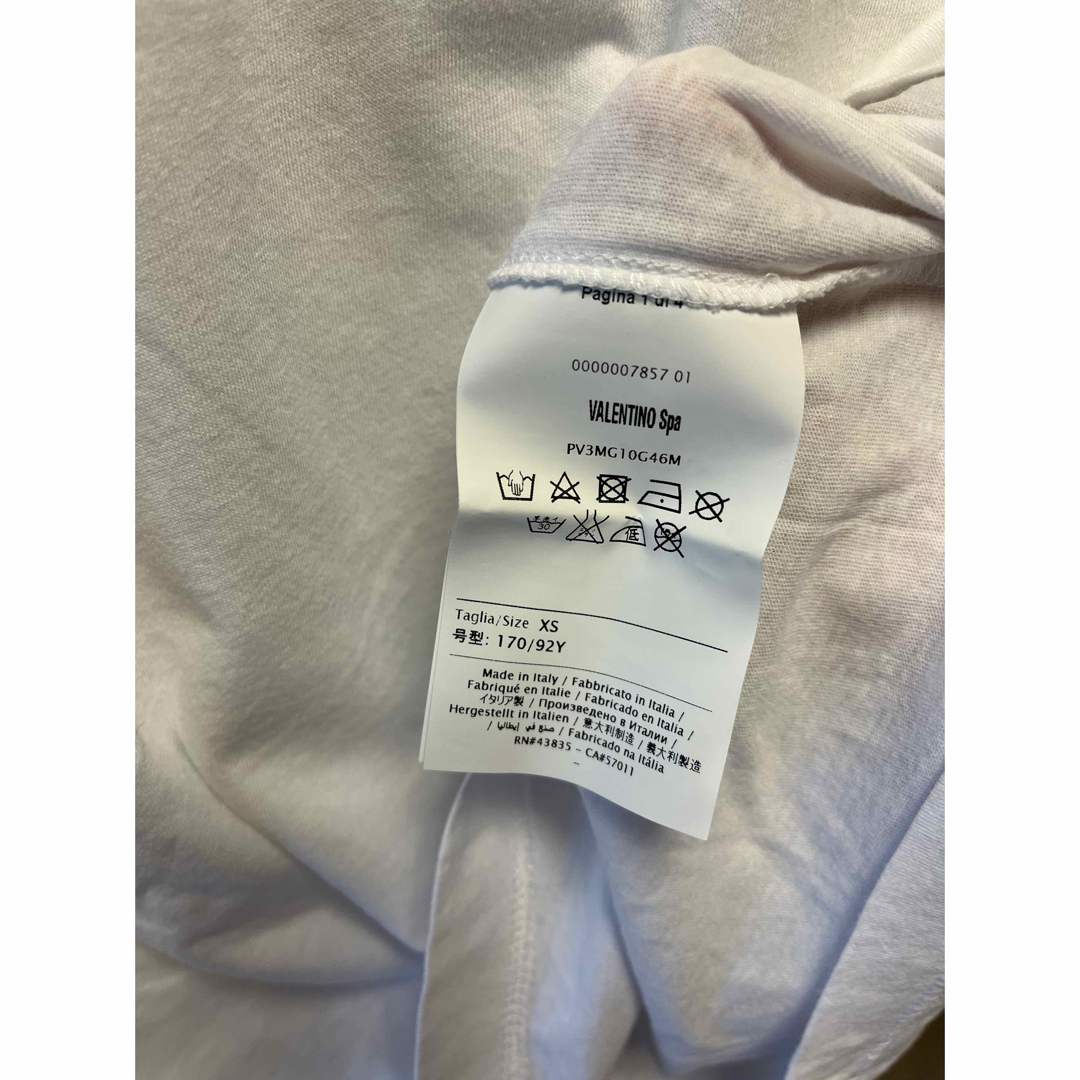 Pagina 1 di 4
0000007857 01
VALENTINO Spa
PV3MG10G46M
30
低
Taglia/Size XS
号型: 170/92Y
Made in Italy / Fabbricato in Italia /
Fabriqué en Italie / Fabricado en Italia /
イタリア製 / Произведено в Италии /
Hergestellt in Italien / 意大利制造 / 義大利製造
/ صنع في إيطاليا / Fabricado na Itália
RN#43835 - CA#57011
-